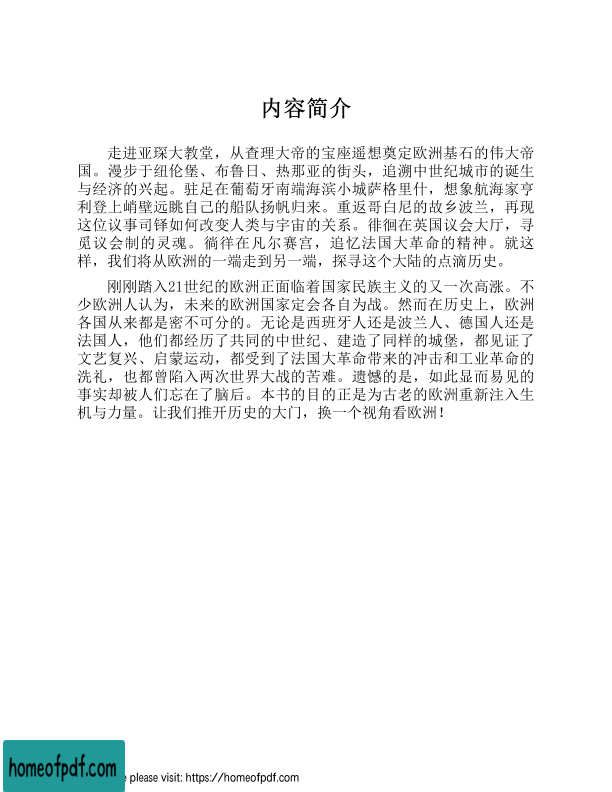 内容简介
走进亚琛大教堂，从查理大帝的宝座遥想奠定欧洲基石的伟大帝
国。漫步于纽伦堡、布鲁日、热那亚的街头，追溯中世纪城市的诞生
与经济的兴起。驻足在葡萄牙南端海滨小城萨格里什，想象航海家亨
利登上峭壁远眺自己的船队扬帆归来。重返哥白尼的故乡波兰，再现
这位议事司铎如何改变人类与宇宙的关系。徘徊在英国议会大厅，寻
觅议会制的灵魂。徜徉在凡尔赛宫，追忆法国大革命的精神。就这
样，我们将从欧洲的一端走到另一端，探寻这个大陆的点滴历史。
刚刚踏入21世纪的欧洲正面临着国家民族主义的又一次高涨。不
少欧洲人认为，未来的欧洲国家定会各自为战。然而在历史上，欧洲
各国从来都是密不可分的。无论是西班牙人还是波兰人、德国人还是
法国人，他们都经历了共同的中世纪、建造了同样的城堡，都见证了
文艺复兴、启蒙运动，都受到了法国大革命带来的冲击和工业革命的
洗礼，也都曾陷入两次世界大战的苦难。遗憾的是，如此显而易见的
事实却被人们忘在了脑后。本书的目的正是为古老的欧洲重新注入生
机与力量。让我们推开历史的大门，换一个视角看欧洲！
homeofpdf.com
please visit: https://homeofpdf.com